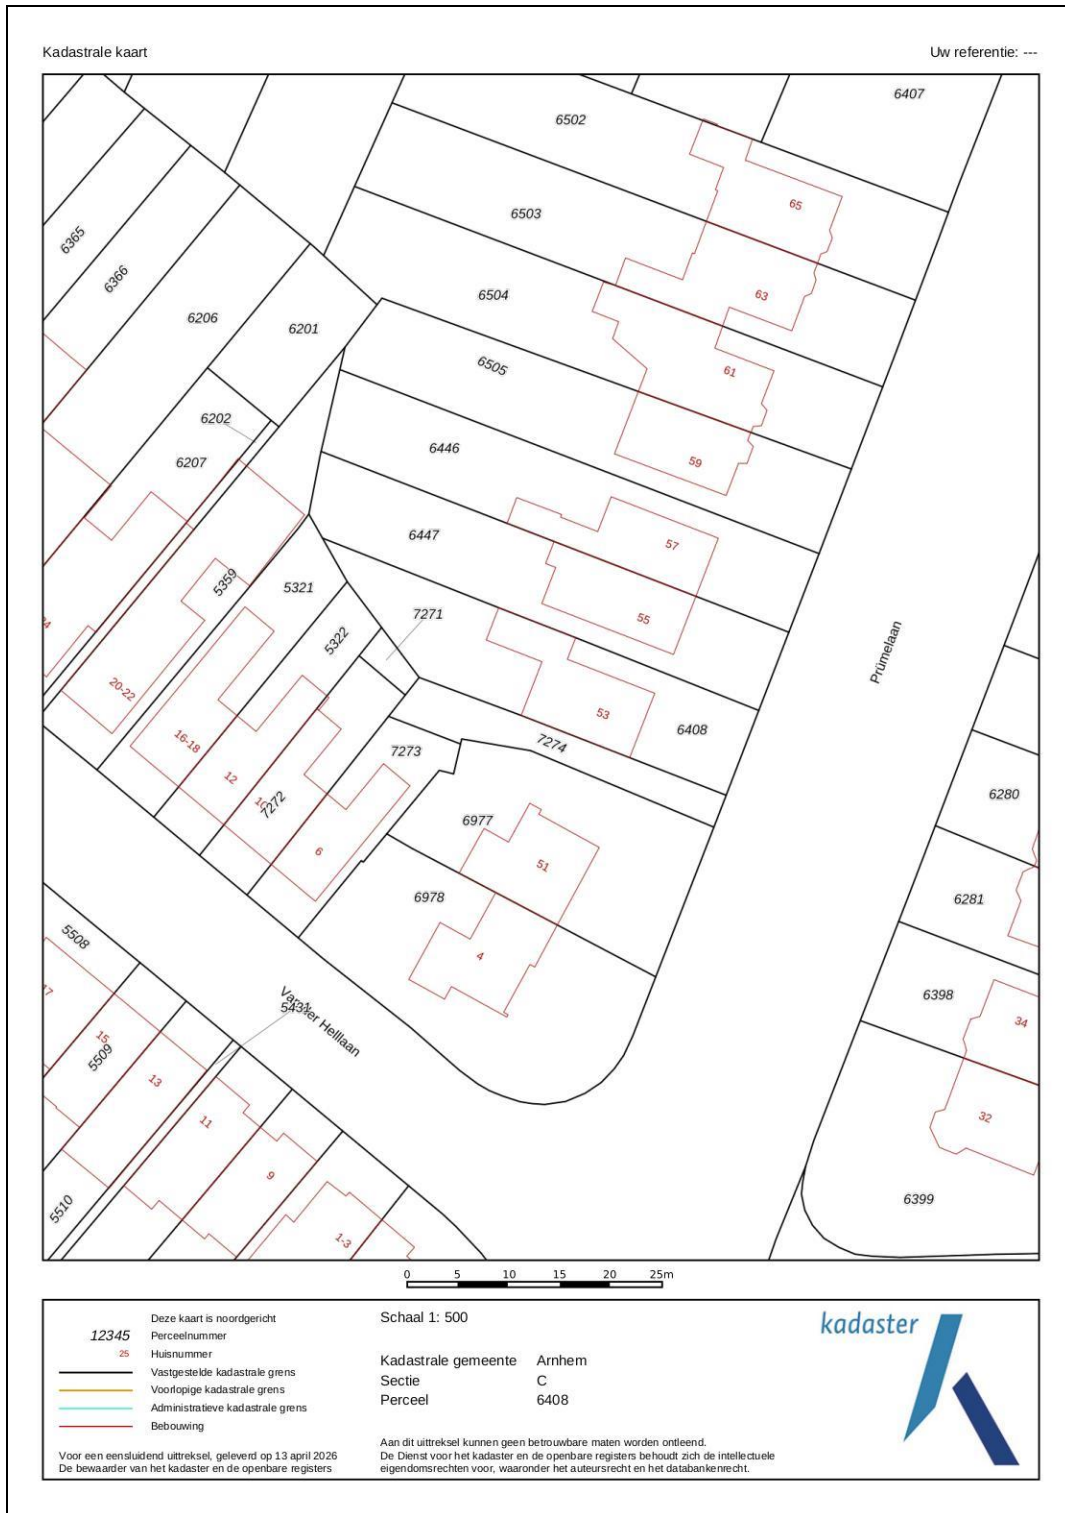 Kadastrale kaart
Uw referentie: ---
6407
6502
65
6503
6365
6366
63
6504
6206
6201
6505
61
6202
6446
6207
59
6447
57
5359
5321
7271
55
5322
Prümelaan
20-22
53
6408
16-18
7274
7273
12
10
7272
6280
6977
6
51
6978
6281
5508
4
6398
17
34
15
5509
13
32
11
9
6399
5510
1-3
0 5 10 15 20 25m
Deze kaart is noordgericht
12345 Perceelnummer
25 Huisnummer
Vastgestelde kadastrale grens
Voorlopige kadastrale grens
Administratieve kadastrale grens
Bebouwing
Voor een eensluidend uittreksel, geleverd op 13 april 2026
De bewaarder van het kadaster en de openbare registers
Schaal 1: 500
Kadastrale gemeente Arnhem
Sectie C
Perceel 6408
Aan dit uittreksel kunnen geen betrouwbare maten worden ontleend.
De Dienst voor het kadaster en de openbare registers behoudt zich de intellectuele
eigendomsrechten voor, waaronder het auteursrecht en het databankenrecht.
kadaster